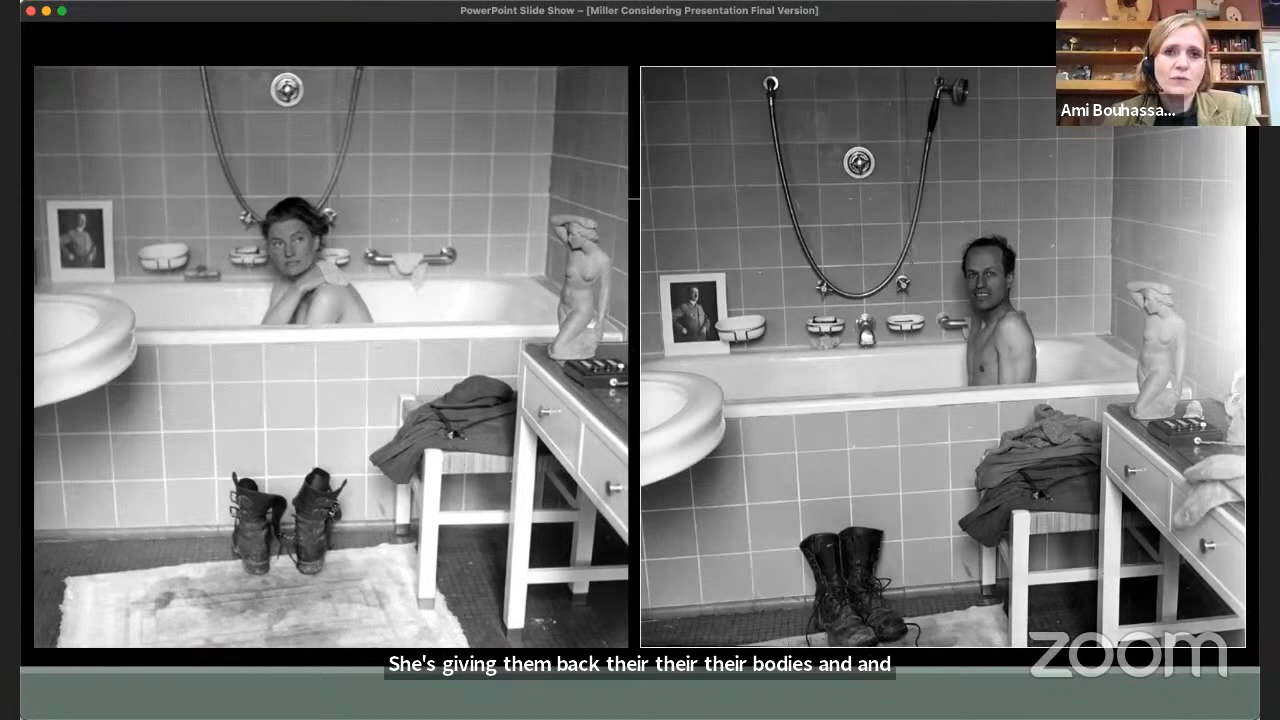 PowerPoint Slide Show – [Miller Considering Presentation Final Version]
Ami Bouhassa...
She's giving them back their their their bodies and and
zoom